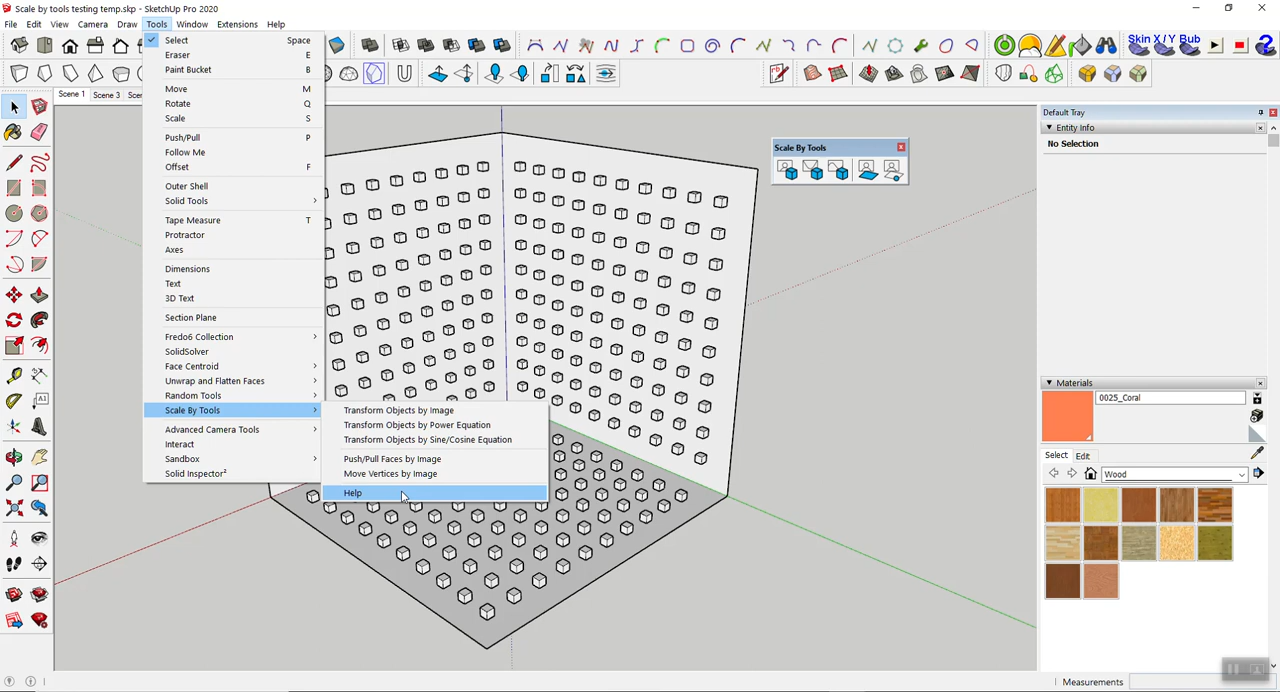 Scale by tools testing temp.skp - SketchUp Pro 2020
File Edit View Camera Draw Tools Window Extensions Help
Skin X / Y Bub
Scene 1 Scene 3
Select Space
Eraser E
Paint Bucket B
Move M
Rotate Q
Scale S
Push/Pull P
Follow Me
Offset F
Outer Shell
Solid Tools
Tape Measure T
Protractor
Axes
Dimensions
Text
3D Text
Section Plane
Fredo6 Collection
SolidSolver
Face Centroid
Unwrap and Flatten Faces
Random Tools
Scale By Tools
Advanced Camera Tools
Interact
Sandbox
Solid Inspector²
Transform Objects by Image
Transform Objects by Power Equation
Transform Objects by Sine/Cosine Equation
Push/Pull Faces by Image
Move Vertices by Image
Help
Scale By Tools
Default Tray
Entity Info
No Selection
Materials
0025_Coral
Select Edit
Wood
Measurements